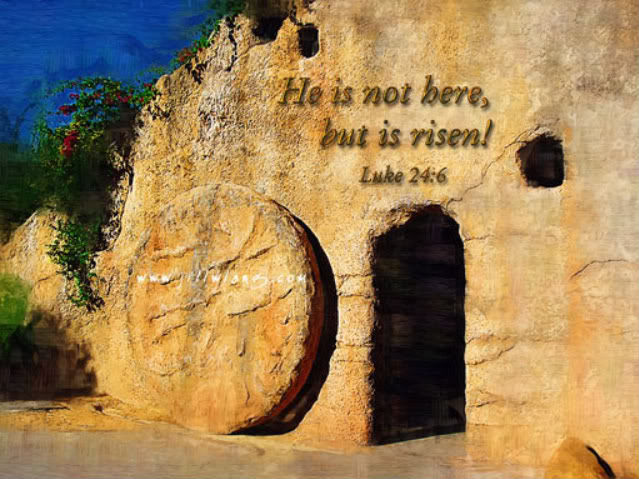 He is not here,
but is risen!
Luke 24:6